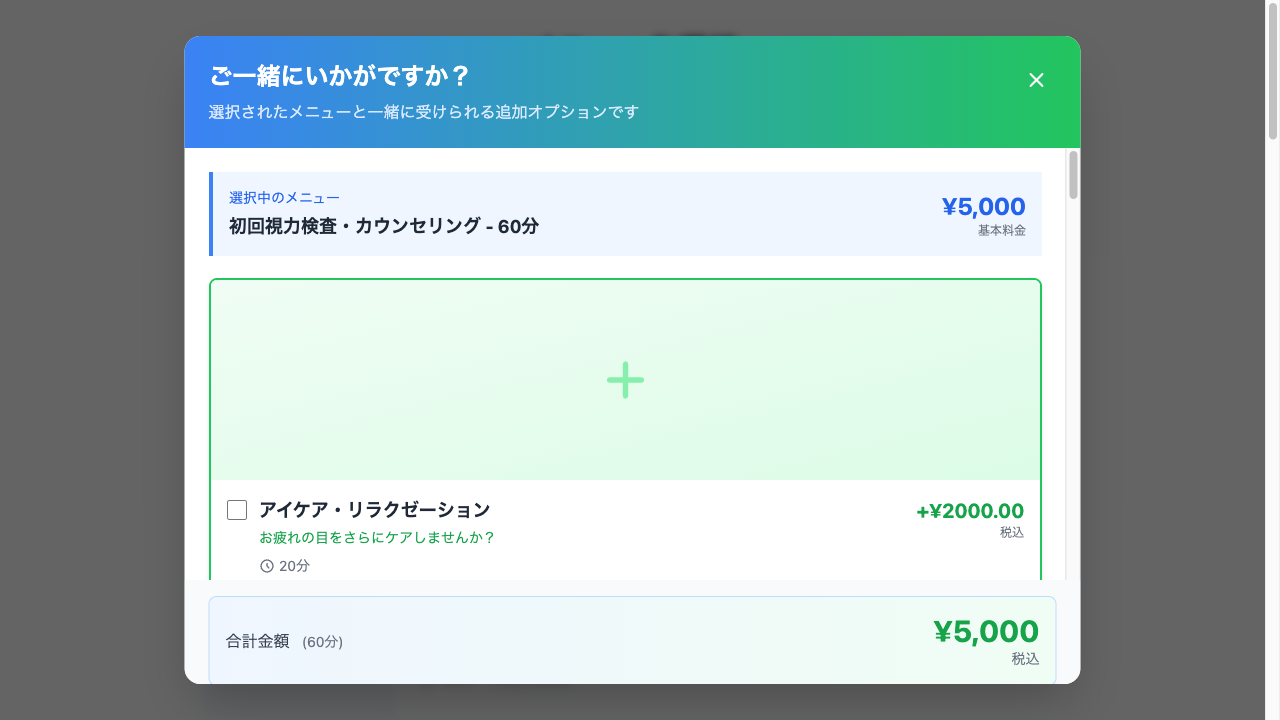 ご一緒にいかがですか？
選択されたメニューと一緒に受けられる追加オプションです
選択中のメニュー
初回視力検査・カウンセリング - 60分
¥5,000
基本料金
アイケア・リラクゼーション
+¥2000.00
お疲れの目をさらにケアしませんか？
税込
20分
合計金額 (60分)
¥5,000
税込